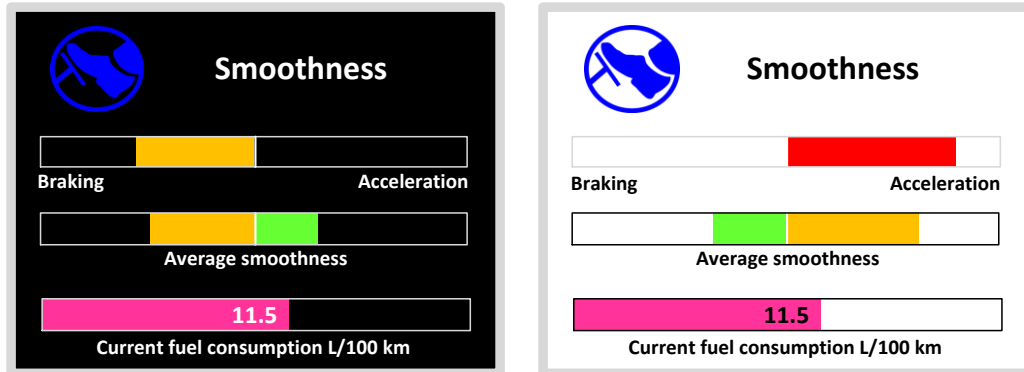 Smoothness
Braking Acceleration
Average smoothness
11.5
Current fuel consumption L/100 km
Smoothness
Braking Acceleration
Average smoothness
11.5
Current fuel consumption L/100 km